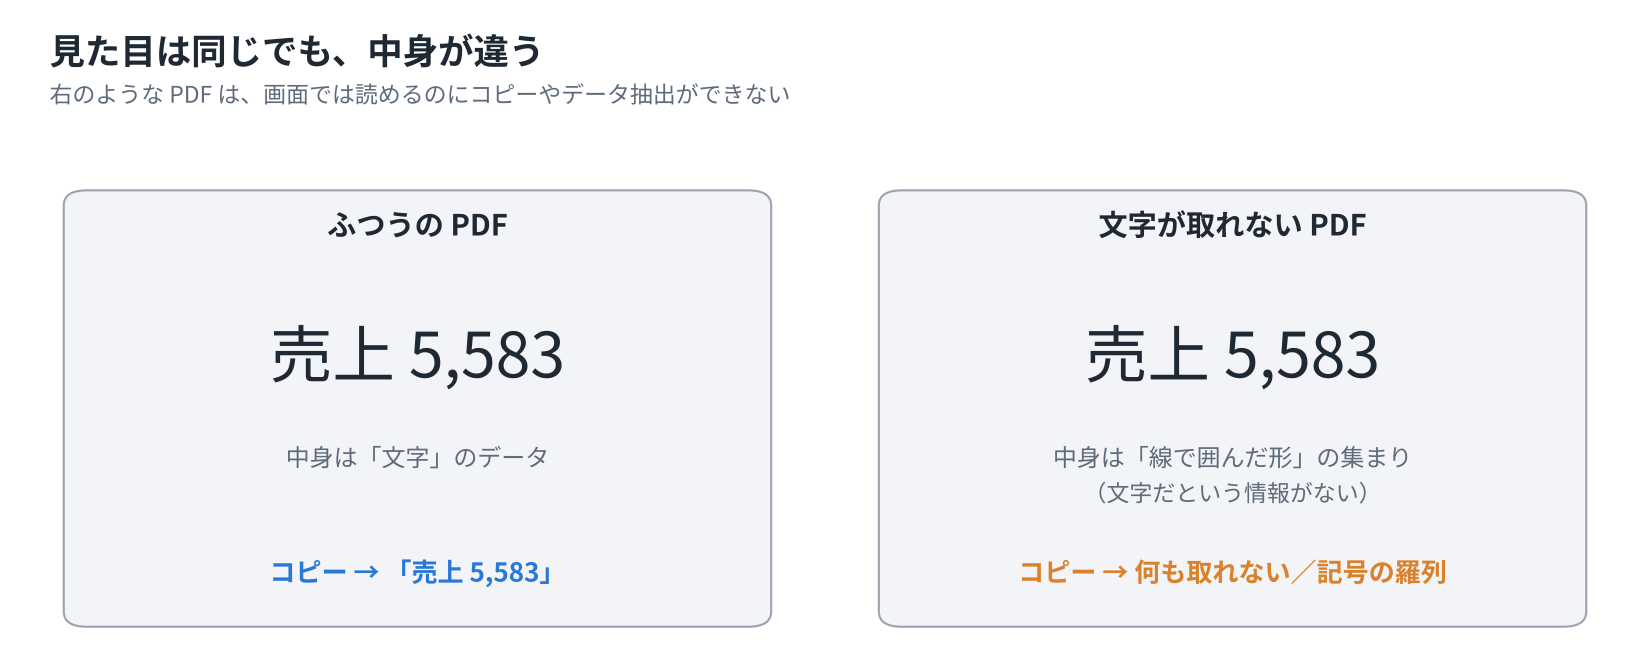 見た目は同じでも、中身が違う
右のような PDF は、画面では読めるのにコピーやデータ抽出ができない
ふつうの PDF
売上 5,583
中身は「文字」のデータ
コピー → 「売上 5,583」
文字が取れない PDF
売上 5,583
中身は「線で囲んだ形」の集まり
（文字だという情報がない）
コピー → 何も取れない／記号の羅列